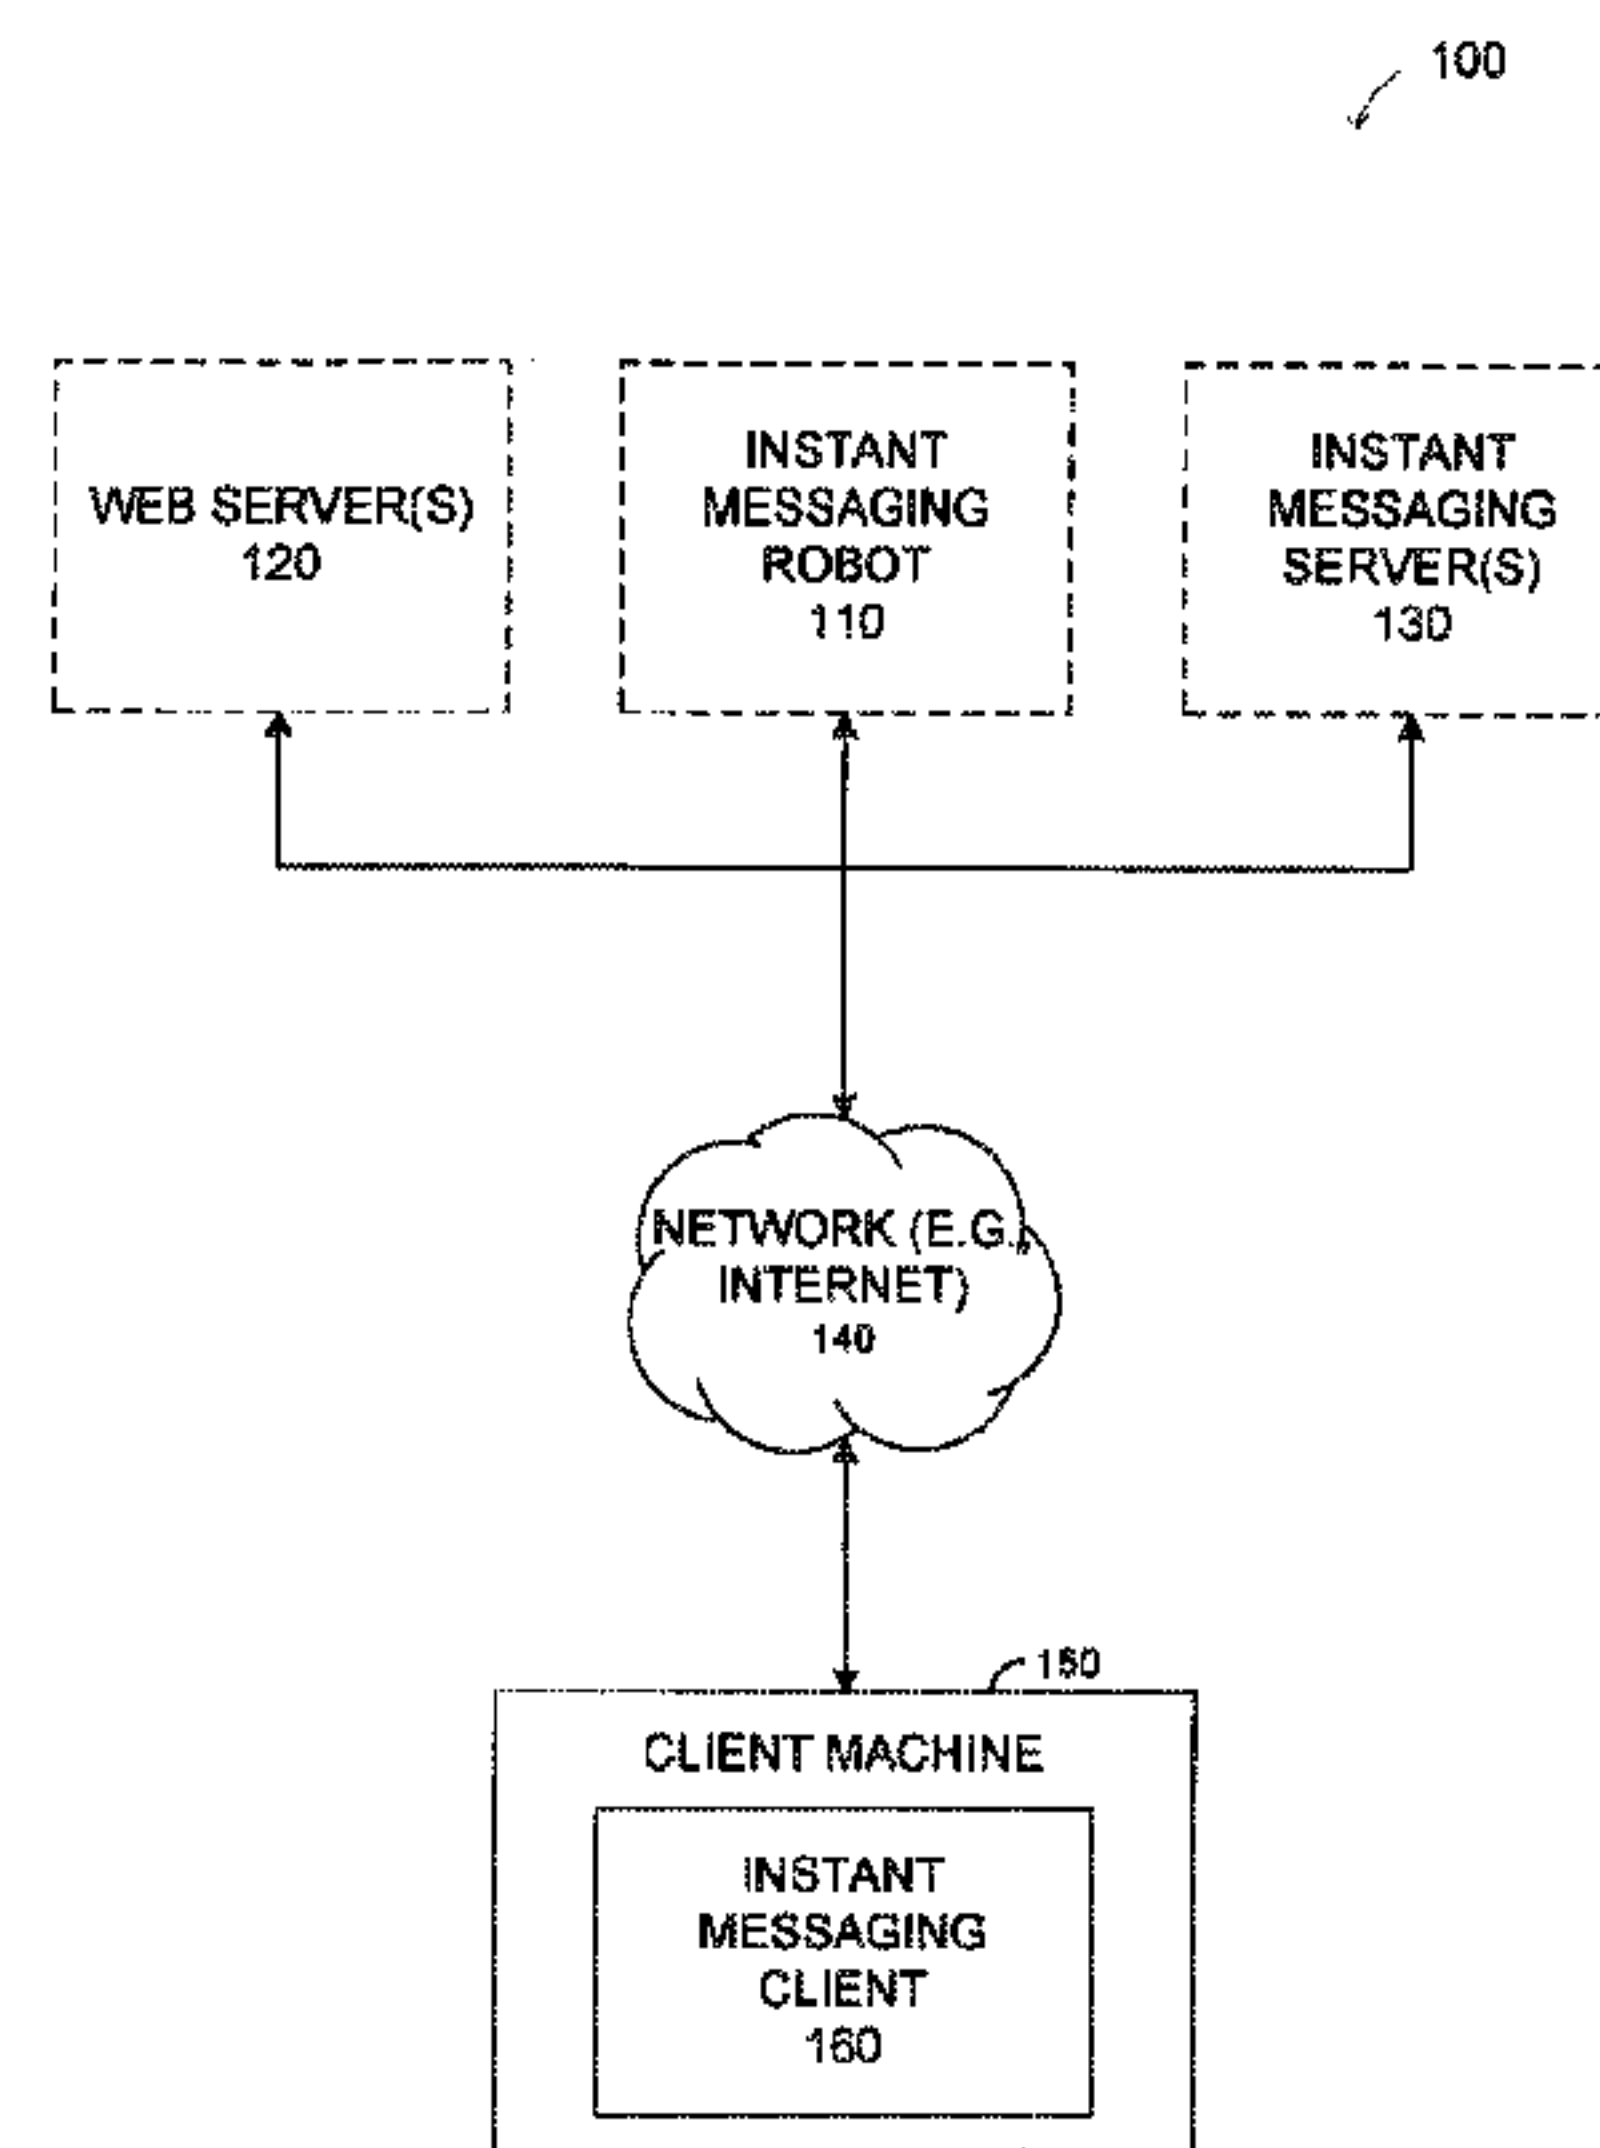 100
WEB SERVER(S)
120
INSTANT
MESSAGING
ROBOT
110
INSTANT
MESSAGING
SERVER(S)
130
NETWORK (E.G.,
INTERNET)
140
150
CLIENT MACHINE
INSTANT
MESSAGING
CLIENT
160